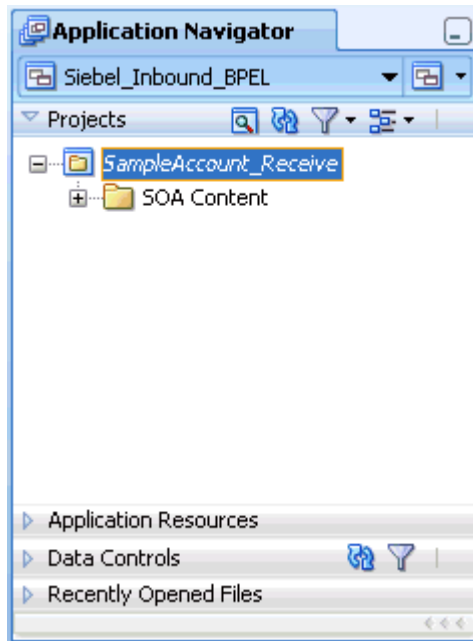 Application Navigator
Siebel_Inbound_BPEL
Projects
SampleAccount_Receive
SOA Content
Application Resources
Data Controls
Recently Opened Files